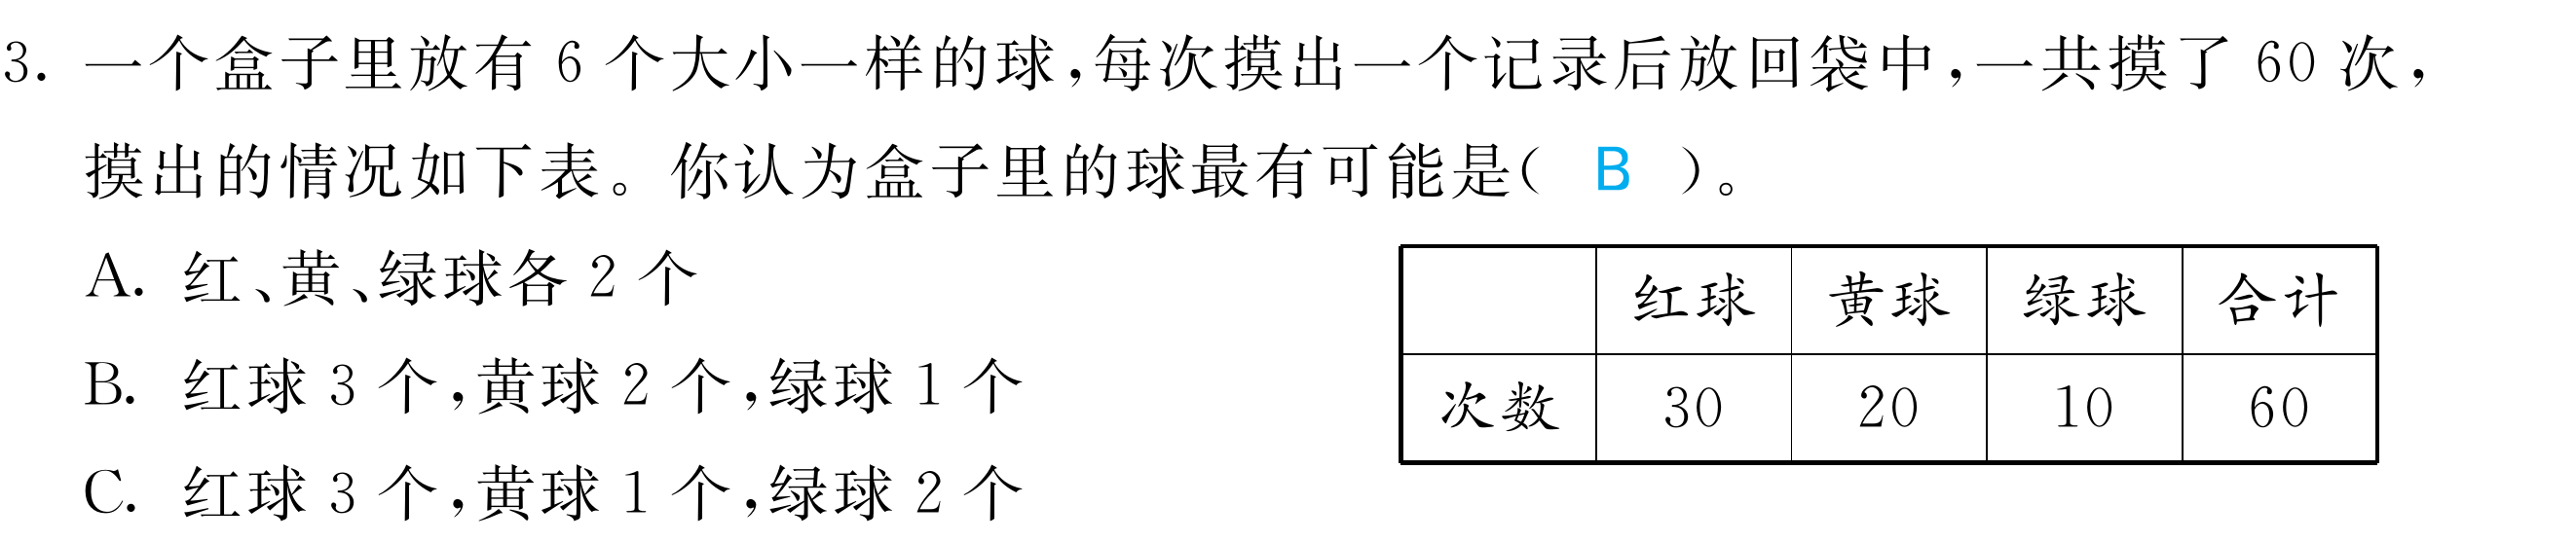 3. 一个盒子里放有 6 个大小一样的球,每次摸出一个记录后放回袋中,一共摸了 60 次,
摸出的情况如下表。你认为盒子里的球最有可能是( B )。
A. 红、黄、绿球各 2 个
B. 红球 3 个,黄球 2 个,绿球 1 个
C. 红球 3 个,黄球 1 个,绿球 2 个
红球 黄球 绿球 合计
次数 30 20 10 60